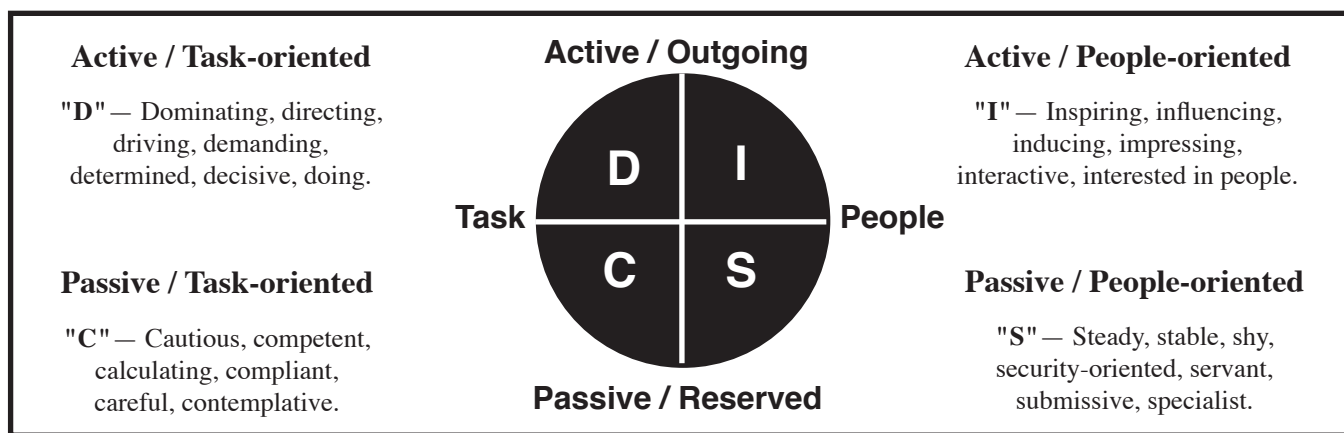 Active / Task-oriented
"D"— Dominating, directing,
driving, demanding,
determined, decisive, doing.
Passive / Task-oriented
"C"— Cautious, competent,
calculating, compliant,
careful, contemplative.
Active / Outgoing
D
I
Task
People
C
S
Passive / Reserved
Active / People-oriented
"I"— Inspiring, influencing,
inducing, impressing,
interactive, interested in people.
Passive / People-oriented
"S"— Steady, stable, shy,
security-oriented, servant,
submissive, specialist.